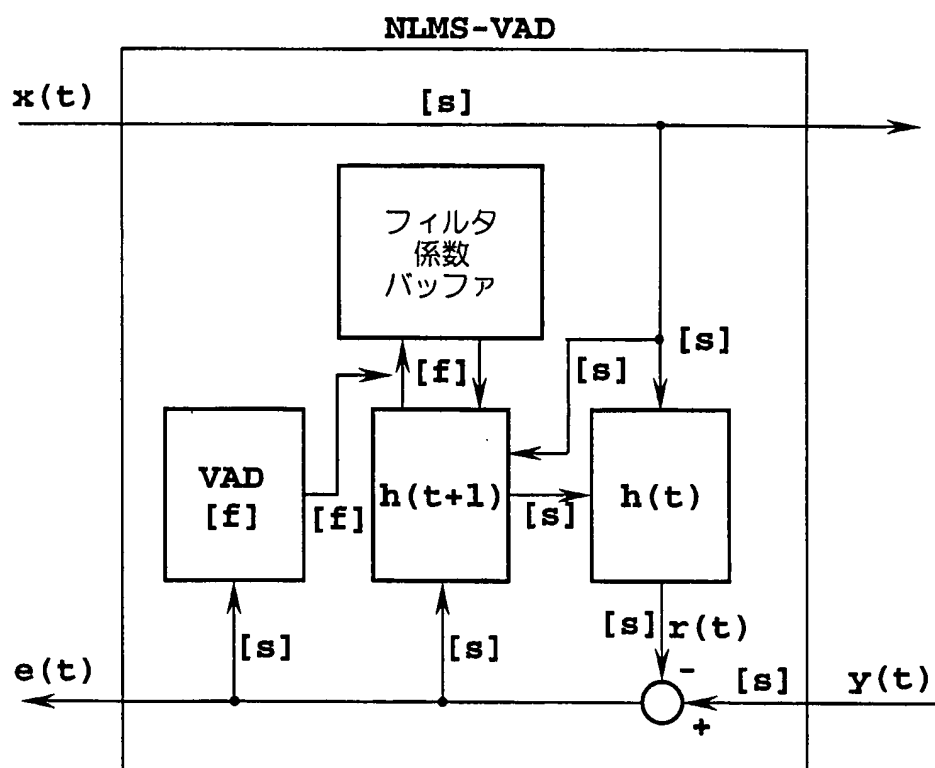 NLMS-VAD
x(t)
[s]
フィルタ
係数
バッファ
[s]
[s]
[f]
VAD
[f]
[f]
h(t+1)
[s]
h(t)
[s]
[s]
[s] r(t)
e(t)
-
[s]
y(t)
+